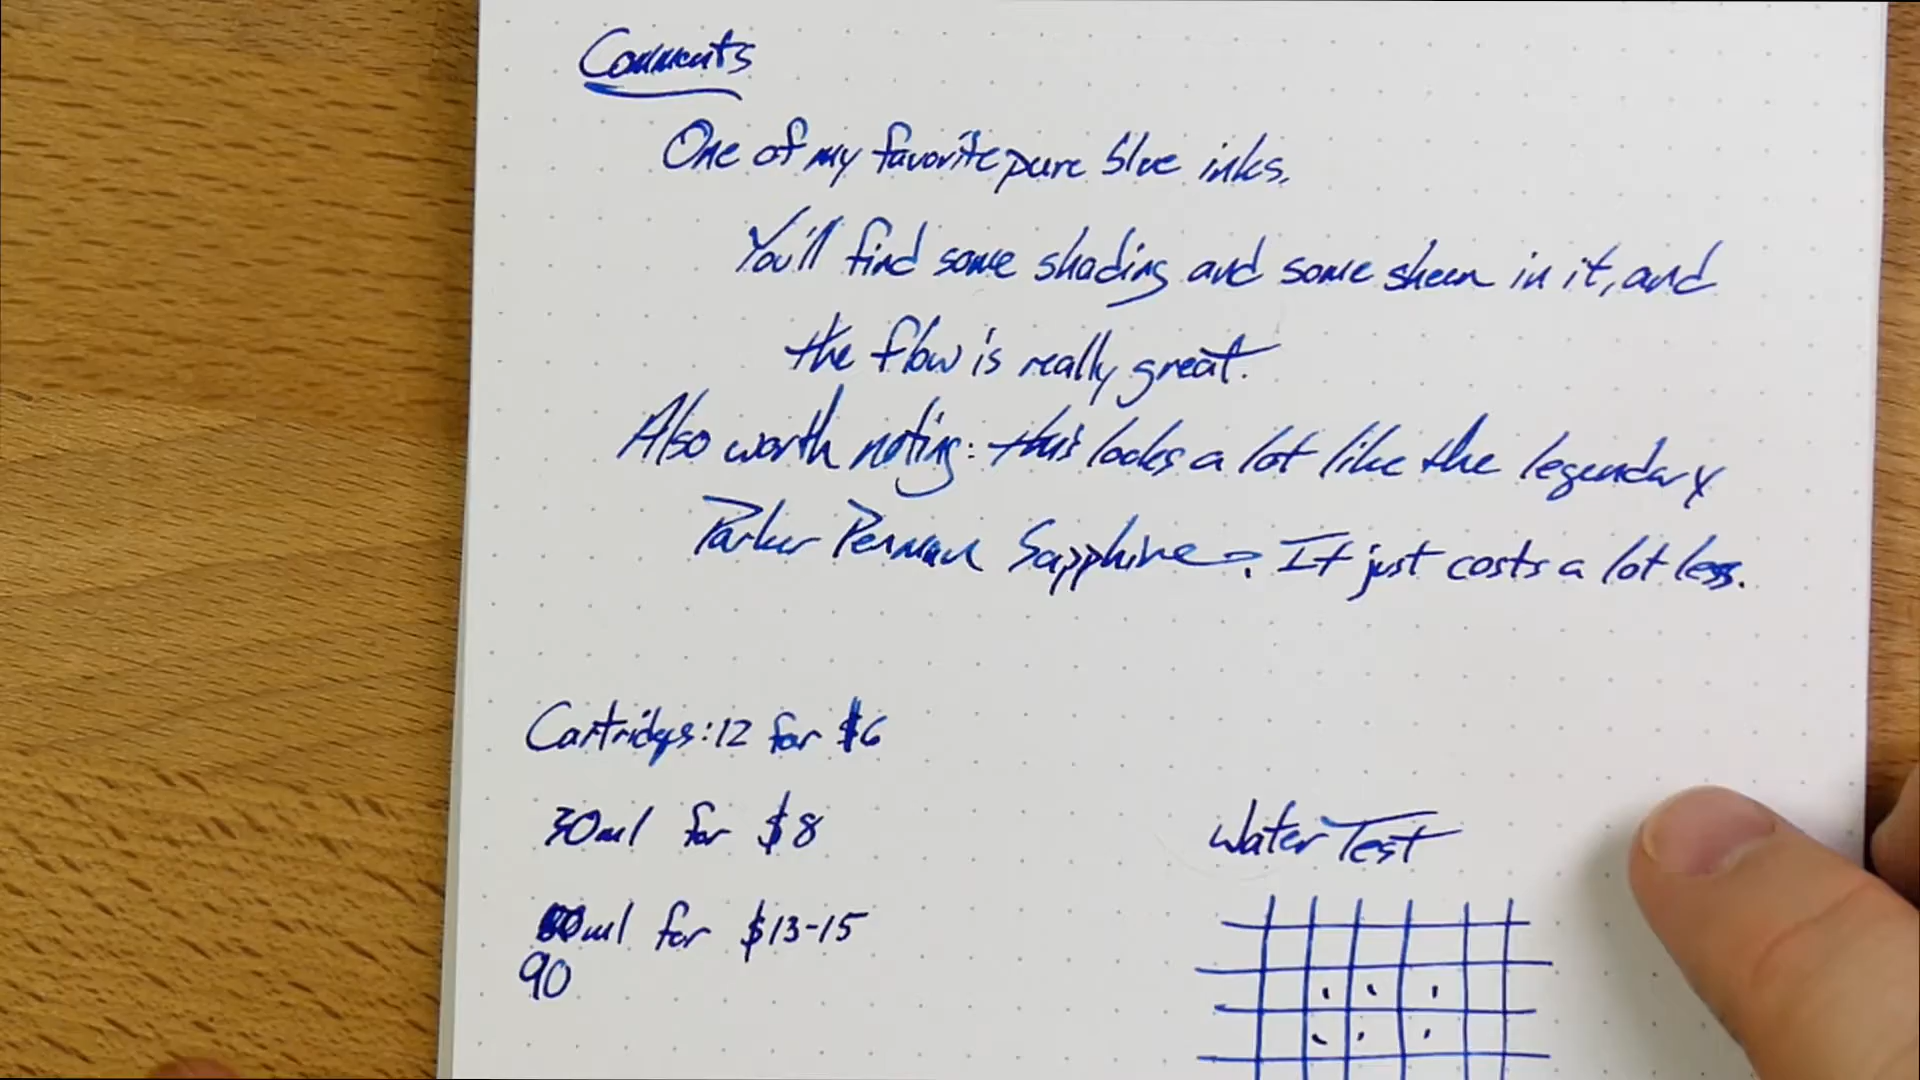 Comments
One of my favorite pure blue inks.
You'll find some shading and some sheen in it, and
the flow is really great.
Also worth noting: this looks a lot like the legendary
Parker Penman Sapphire. It just costs a lot less.
Cartridges: 12 for $6
30ml for $8
ml for $13-15
90
Water Test